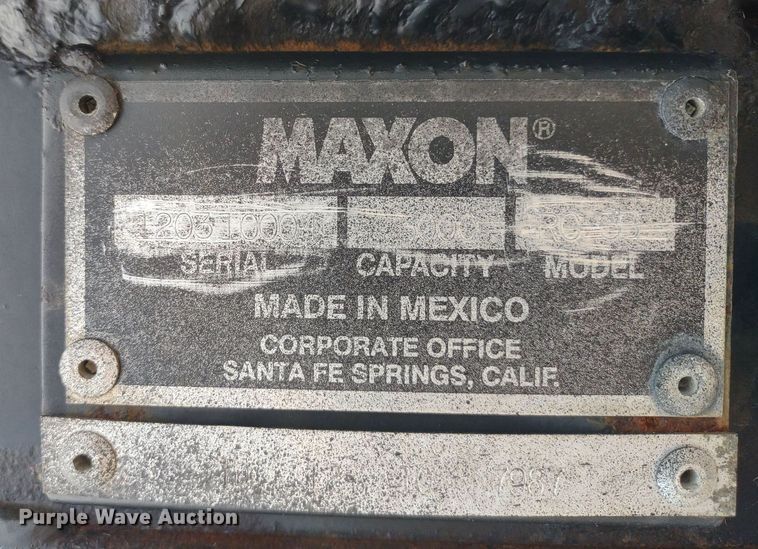 MAXON®
SERIAL CAPACITY MODEL
MADE IN MEXICO
CORPORATE OFFICE
SANTA FE SPRINGS, CALIF.
Purple Wave Auction